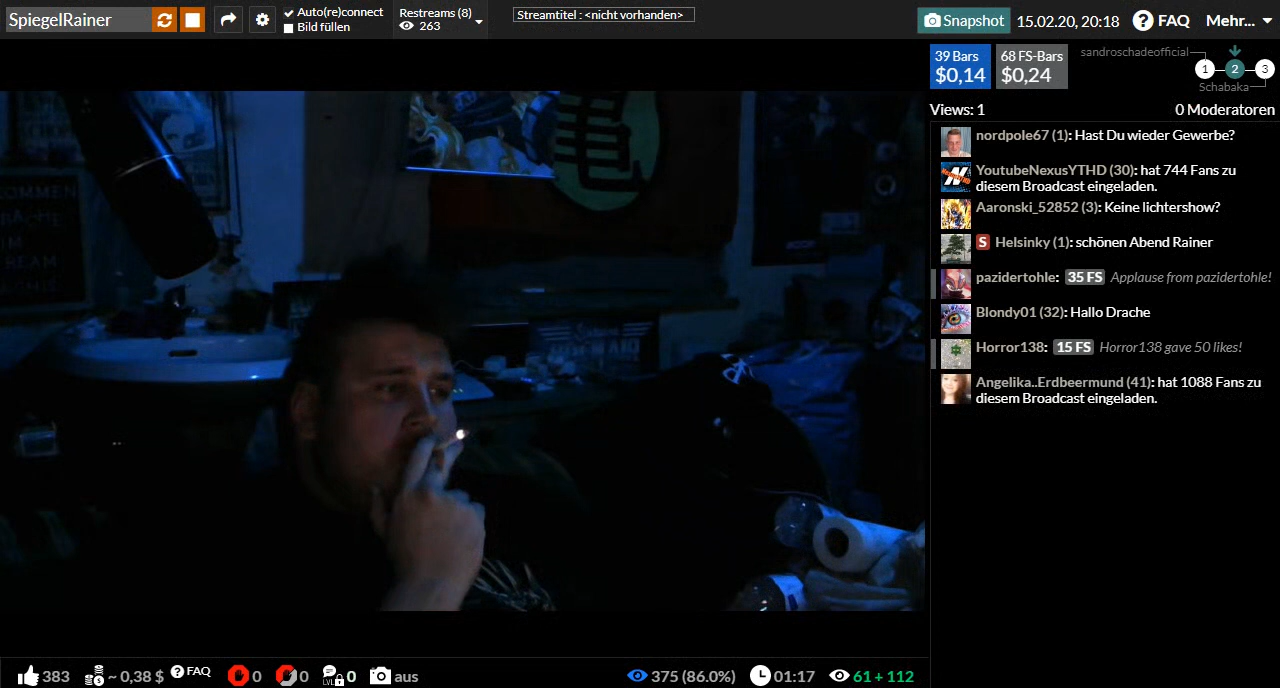 SpiegelRainer
Auto(re)connect
Bild füllen
Restreams (8)
263
Streamtitel : <nicht vorhanden>
Snapshot
15.02.20, 20:18
FAQ
Mehr...
39 Bars
$0,14
68 FS-Bars
$0,24
sandroschadeofficial
1
2
3
Schabaka
Views: 1
0 Moderatoren
nordpole67 (1): Hast Du wieder Gewerbe?
YoutubeNexusYTHD (30): hat 744 Fans zu
diesem Broadcast eingeladen.
Aaronski_52852 (3): Keine lichtershow?
S Helsinky (1): schönen Abend Rainer
pazidertohle: 35 FS Applause from pazidertohle!
Blondy01 (32): Hallo Drache
Horror138: 15 FS Horror138 gave 50 likes!
Angelika..Erdbeermund (41): hat 1088 Fans zu
diesem Broadcast eingeladen.
383
~ 0,38 $
FAQ
0
0
LVL
0
aus
375 (86.0%)
01:17
61 + 112